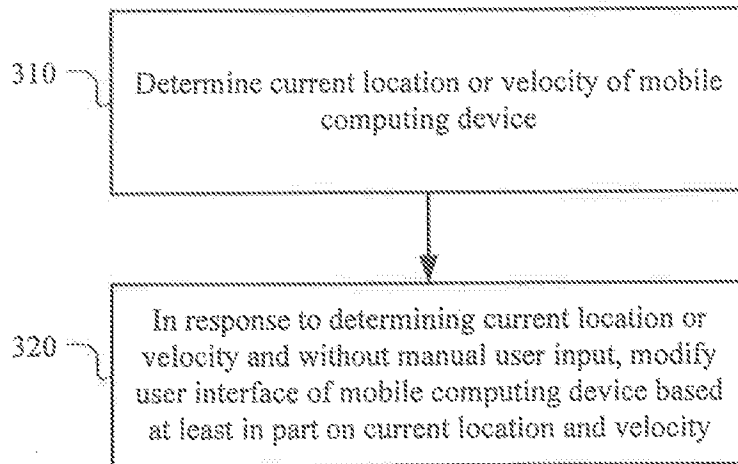 310
Determine current location or velocity of mobile
computing device
320
In response to determining current location or
velocity and without manual user input, modify
user interface of mobile computing device based
at least in part on current location and velocity